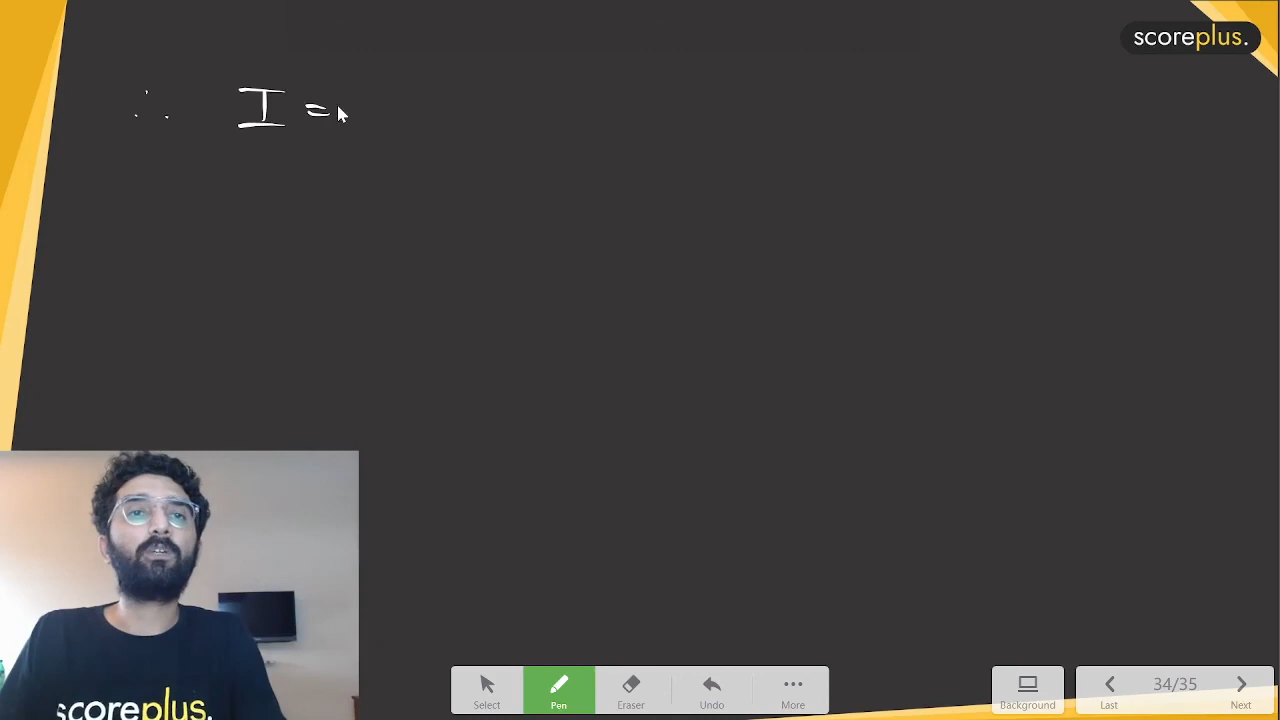 scoreplus.
∴ I =
scoreplus.
Select Pen Eraser Undo More Background Last 34/35 Next